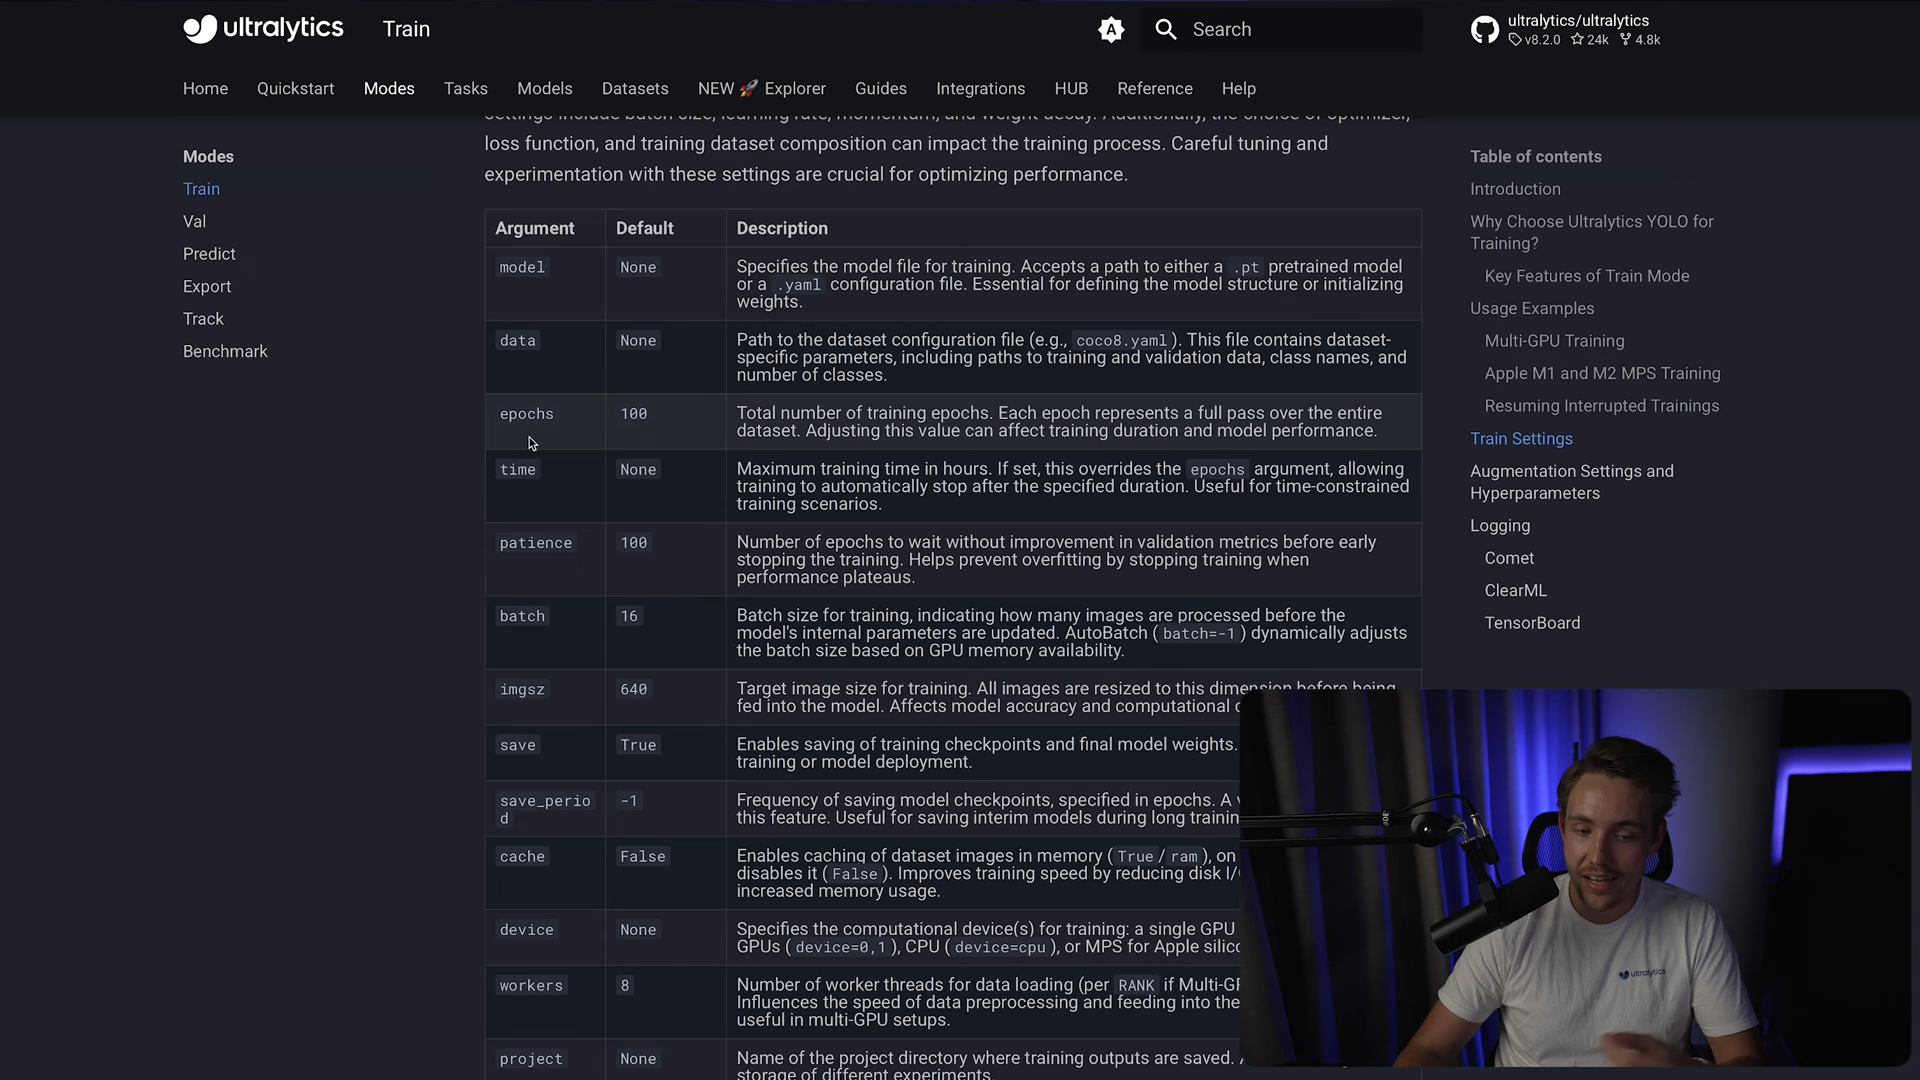 ultralytics
Train
Search
ultralytics/ultralytics
v8.2.0 24k 4.8k
Home Quickstart Modes Tasks Models Datasets NEW 🚀 Explorer Guides Integrations HUB Reference Help
Modes
Train
Val
Predict
Export
Track
Benchmark
settings include batch size, learning rate, momentum, and weight decay. Additionally, the choice of optimizer,
loss function, and training dataset composition can impact the training process. Careful tuning and
experimentation with these settings are crucial for optimizing performance.
Argument Default Description
model None Specifies the model file for training. Accepts a path to either a .pt pretrained model
or a .yaml configuration file. Essential for defining the model structure or initializing
weights.
data None Path to the dataset configuration file (e.g., coco8.yaml). This file contains dataset-
specific parameters, including paths to training and validation data, class names, and
number of classes.
epochs 100 Total number of training epochs. Each epoch represents a full pass over the entire
dataset. Adjusting this value can affect training duration and model performance.
time None Maximum training time in hours. If set, this overrides the epochs argument, allowing
training to automatically stop after the specified duration. Useful for time-constrained
training scenarios.
patience 100 Number of epochs to wait without improvement in validation metrics before early
stopping the training. Helps prevent overfitting by stopping training when
performance plateaus.
batch 16 Batch size for training, indicating how many images are processed before the
model's internal parameters are updated. AutoBatch (batch=-1) dynamically adjusts
the batch size based on GPU memory availability.
imgsz 640 Target image size for training. All images are resized to this dimension before being
fed into the model. Affects model accuracy and computational
save True Enables saving of training checkpoints and final model weights.
training or model deployment.
save_perio -1 Frequency of saving model checkpoints, specified in epochs. A
d this feature. Useful for saving interim models during long
cache False Enables caching of dataset images in memory (True/ram), on
disables it (False). Improves training speed by reducing disk
increased memory usage.
device None Specifies the computational device(s) for training: a single GPU
GPUs (device=0,1), CPU (device=cpu), or MPS for Apple
workers 8 Number of worker threads for data loading (per RANK if
Influences the speed of data preprocessing and feeding into the
useful in multi-GPU setups.
project None Name of the project directory where training outputs are saved.
storage of different experiments.
Table of contents
Introduction
Why Choose Ultralytics YOLO for
Training?
Key Features of Train Mode
Usage Examples
Multi-GPU Training
Apple M1 and M2 MPS Training
Resuming Interrupted Trainings
Train Settings
Augmentation Settings and
Hyperparameters
Logging
Comet
ClearML
TensorBoard
ultralytics